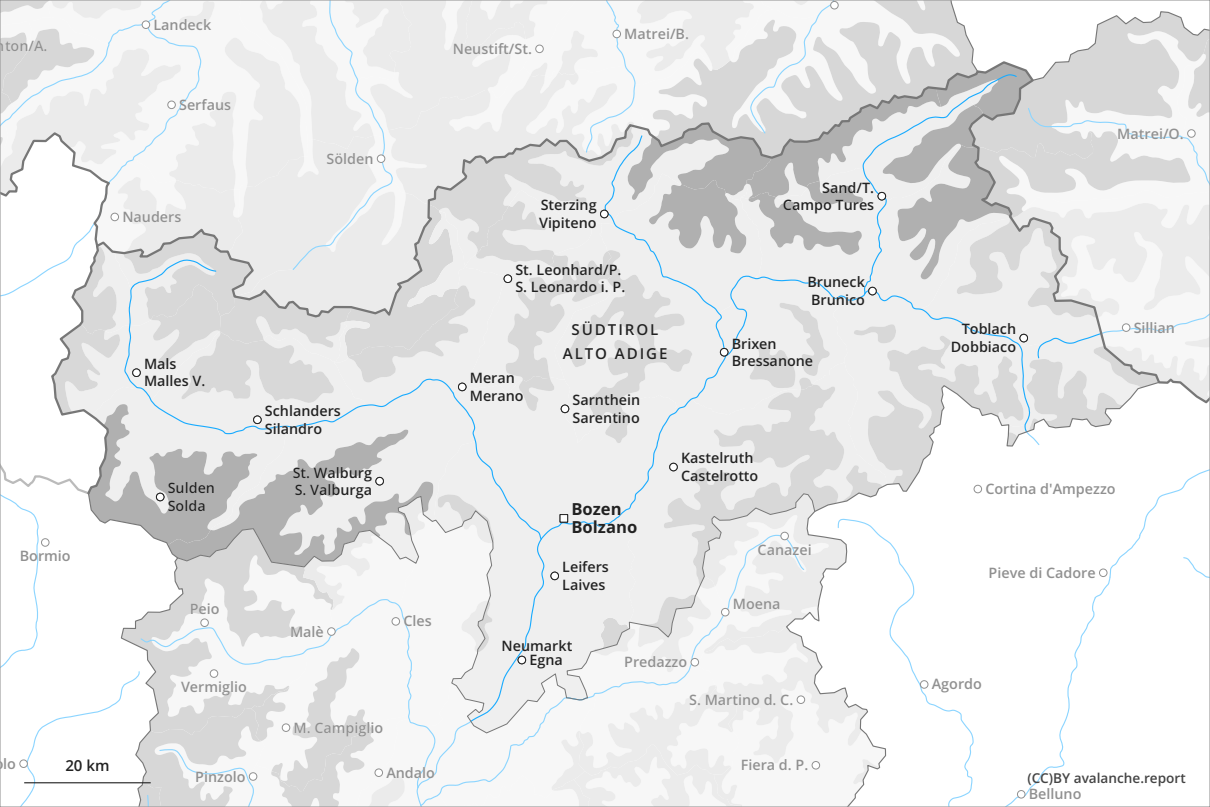 Landeck
nton/A.
Neustift/St.
Matrei/B.
Serfaus
Matrei/O.
Sölden
Sand/T.
Campo Tures
Nauders
Sterzing
Vipiteno
St. Leonhard/P.
S. Leonardo i. P.
Bruneck
Brunico
SÜDTIROL
ALTO ADIGE
Toblach
Dobbiaco
Sillian
Brixen
Bressanone
Mals
Malles V.
Meran
Merano
Sarnthein
Sarentino
Schlanders
Silandro
Kastelruth
Castelrotto
St. Walburg
S. Valburga
Sulden
Solda
Cortina d'Ampezzo
Bozen
Bolzano
Bormio
Canazei
Leifers
Laives
Pieve di Cadore
Peio
Moena
Malè
Cles
Neumarkt
Egna
Predazzo
Vermiglio
Agordo
S. Martino d. C.
M. Campiglio
olo
20 km
Pinzolo
Andalo
Fiera d. P.
(CC)BY avalanche.report
Belluno